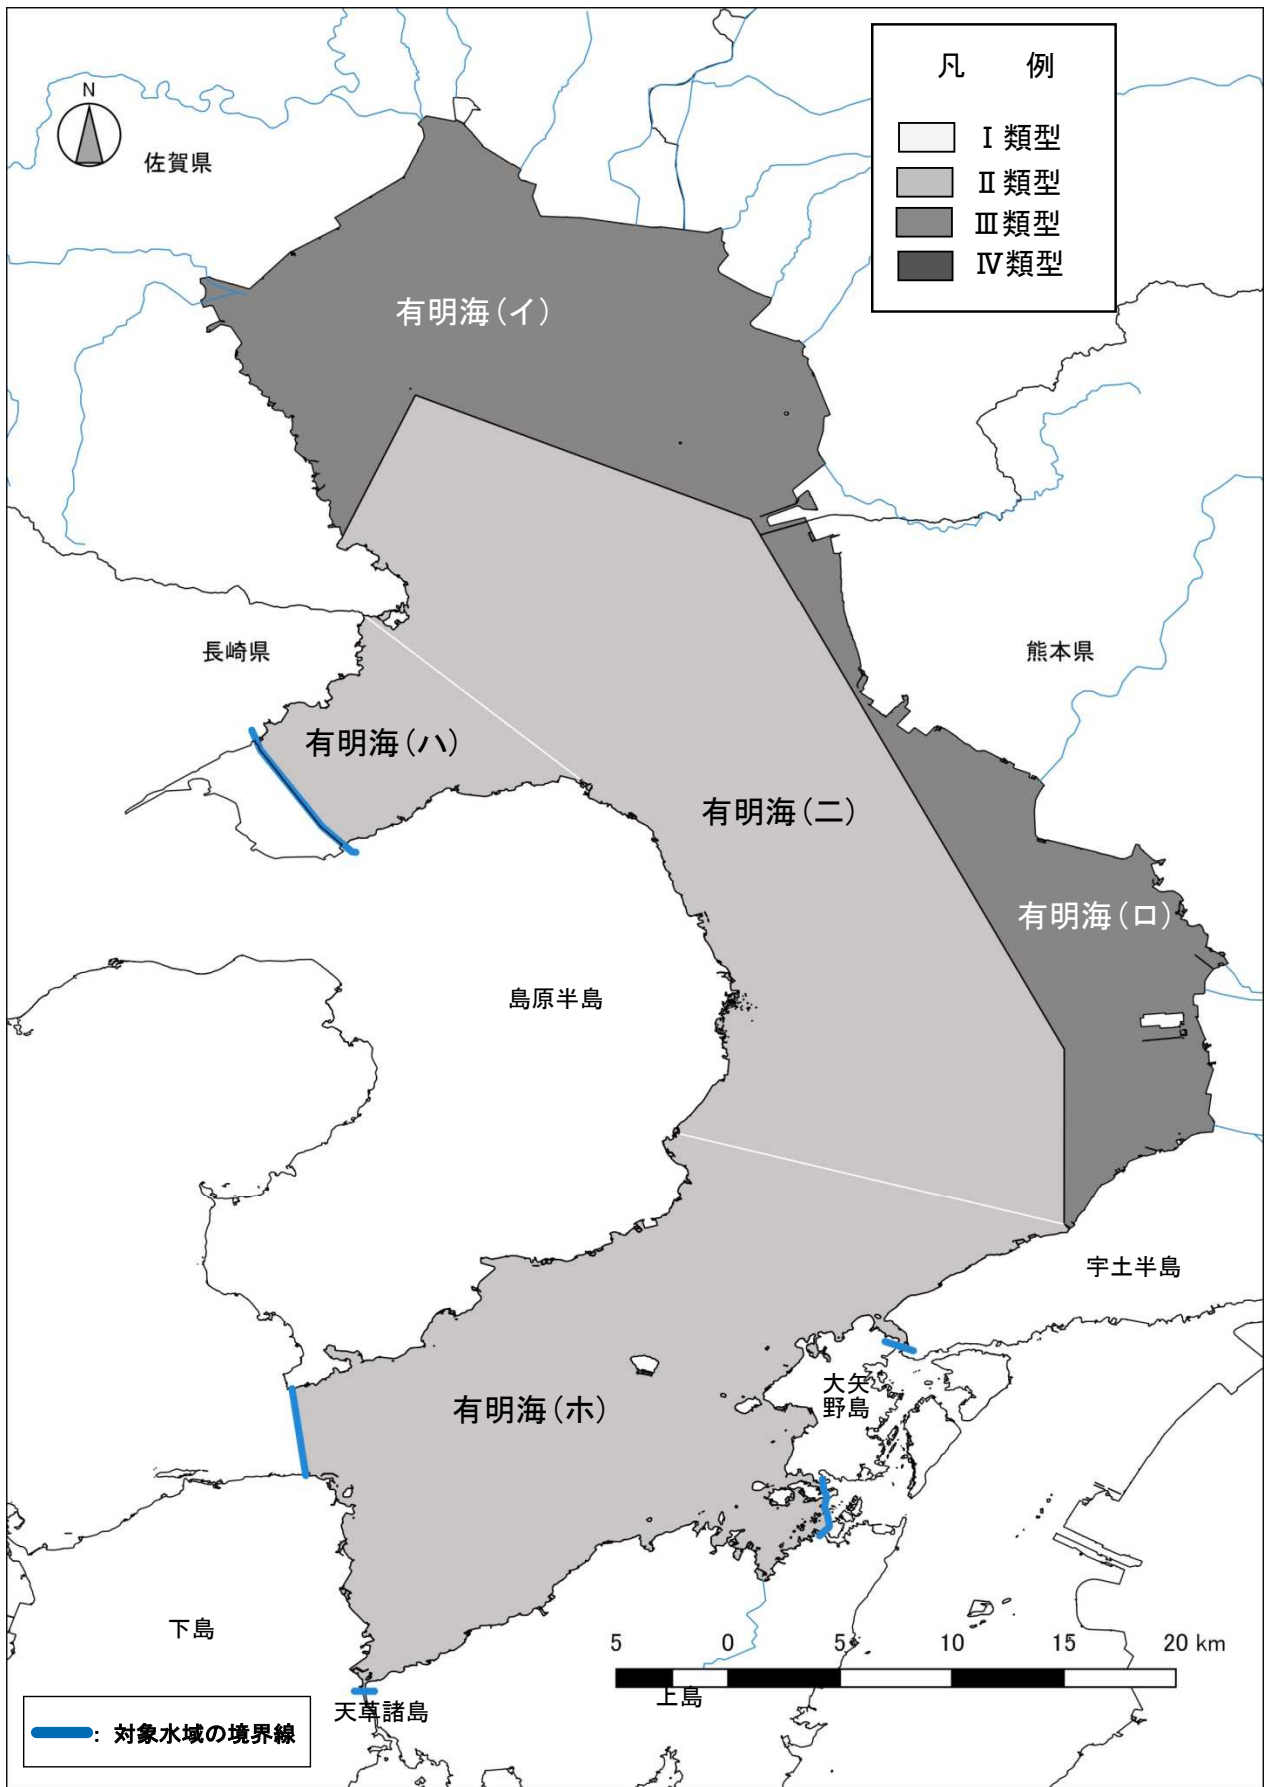 凡　例
Ⅰ類型
Ⅱ類型
Ⅲ類型
Ⅳ類型
N
佐賀県
有明海（イ）
長崎県
熊本県
有明海（ハ）
有明海（ニ）
有明海（ロ）
島原半島
宇土半島
大矢
野島
有明海（ホ）
下島
5 0 5 10 15 20 km
上島
天草諸島
: 対象水域の境界線